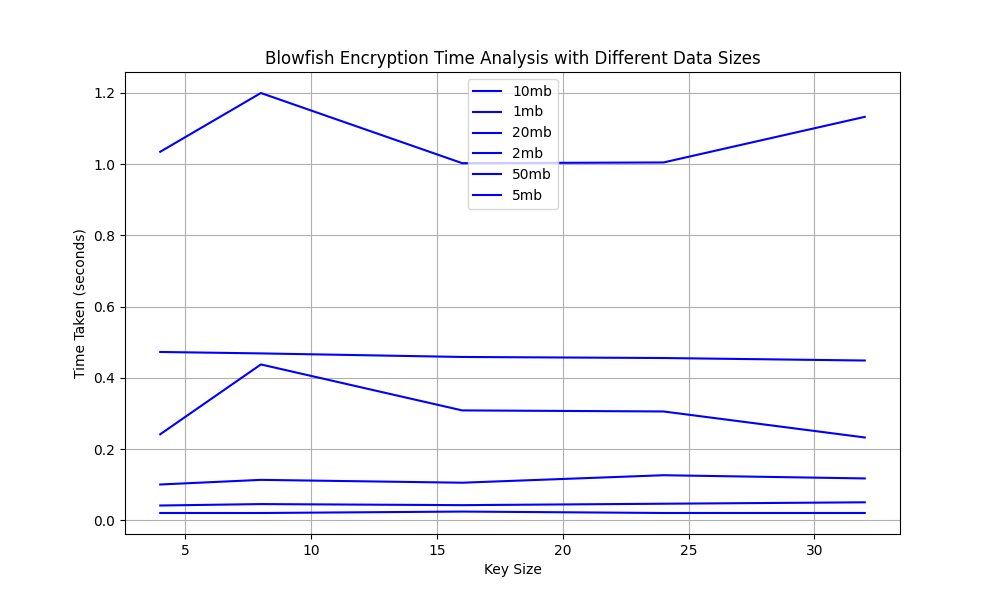 Blowfish Encryption Time Analysis with Different Data Sizes
10mb
1mb
20mb
2mb
50mb
5mb
Time Taken (seconds)
1.2
1.0
0.8
0.6
0.4
0.2
0.0
5 10 15 20 25 30
Key Size